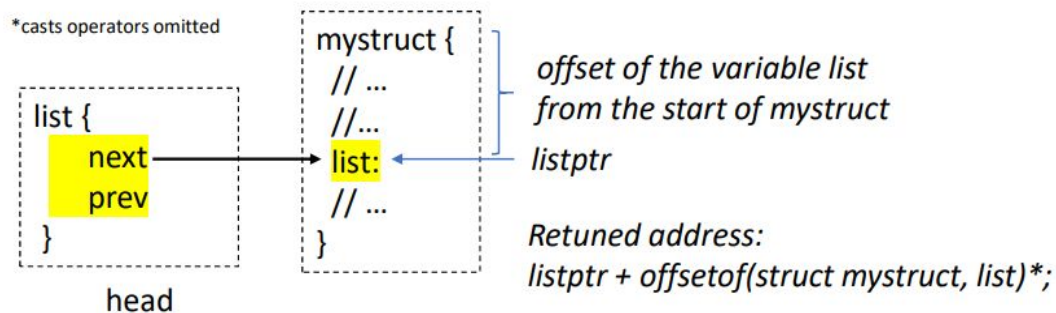 *casts operators omitted
list {
next
prev
}
head
mystruct {
// ...
//...
list:
// ...
}
offset of the variable list
from the start of mystruct
listptr
Retuned address:
listptr + offsetof(struct mystruct, list)*;